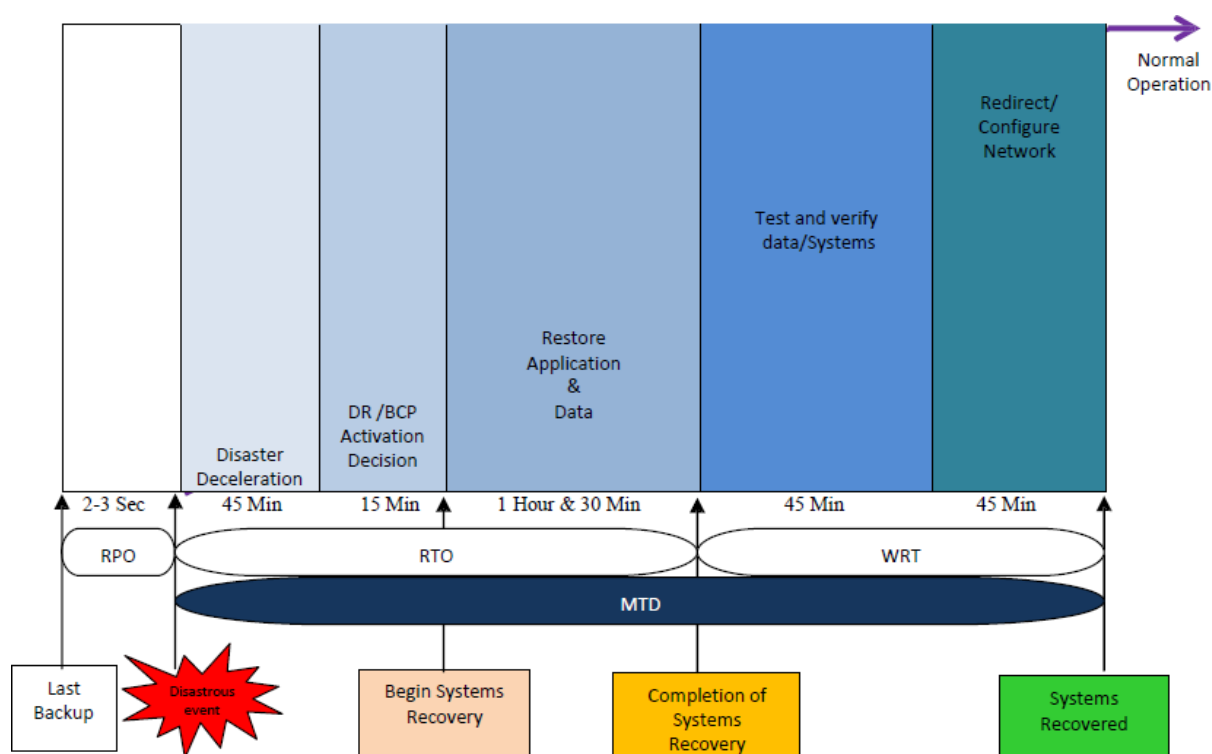 Normal
Operation
Redirect/
Configure
Network
Test and verify
data/Systems
Restore
Application
&
Data
DR /BCP
Activation
Decision
Disaster
Deceleration
2-3 Sec
45 Min
15 Min
1 Hour & 30 Min
45 Min
45 Min
RPO
RTO
WRT
MTD
Last
Backup
Disastrous
event
Begin Systems
Recovery
Completion of
Systems
Recovery
Systems
Recovered